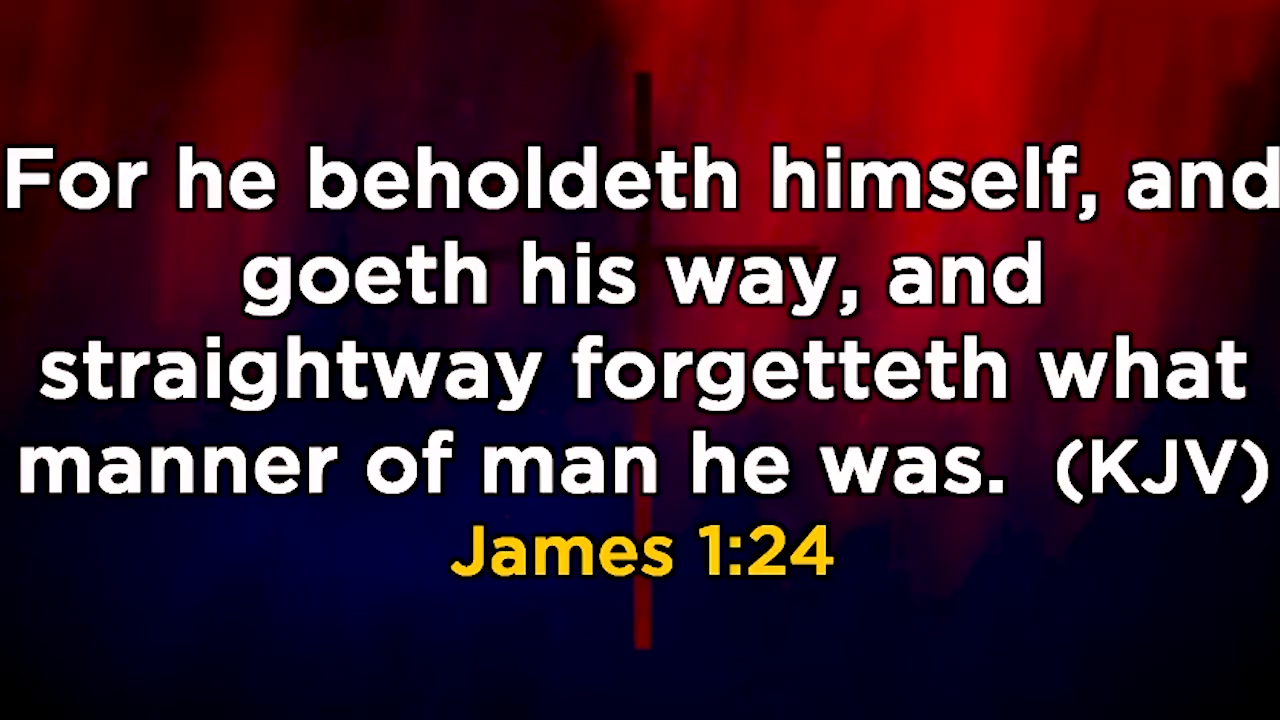 For he beholdeth himself, and
goeth his way, and
straightway forgetteth what
manner of man he was.  (KJV)
James 1:24